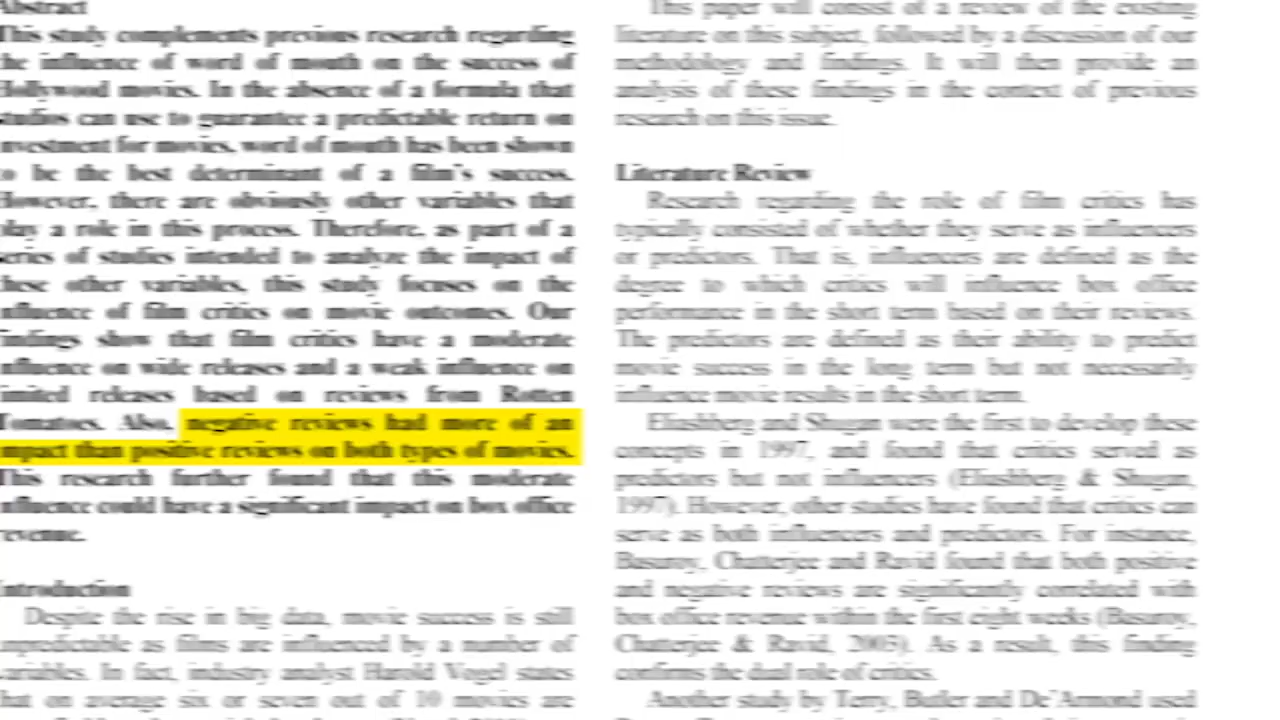 Abstract
This study complements previous research regarding
the influence of word of mouth on the success of
Hollywood movies. In the absence of a formula that
studios can use to guarantee a predictable return on
investment for movies, word of mouth has been shown
to be the best determinant of a film's success.
However, there are obviously other variables that
play a role in this process. Therefore, as part of a
series of studies intended to analyze the impact of
these other variables, this study focuses on the
influence of film critics on movie outcomes. Our
findings show that film critics have a moderate
influence on wide releases and a weak influence on
limited releases based on reviews from Rotten
Tomatoes. Also, negative reviews had more of an
impact than positive reviews on both types of movies.
This research further found that this moderate
influence could have a significant impact on box office
revenue.
Introduction
Despite the rise in big data, movie success is still
unpredictable as films are influenced by a number of
variables. In fact, industry analyst Harold Vogel states
that on average six or seven out of 10 movies are
This paper will consist of a review of the existing
literature on this subject, followed by a discussion of our
methodology and findings. It will then provide an
analysis of these findings in the context of previous
research on this issue.
Literature Review
Research regarding the role of film critics has
typically consisted of whether they serve as influencers
or predictors. That is, influencers are defined as the
degree to which critics will influence box office
performance in the short term based on their reviews.
The predictors are defined as their ability to predict
movie success in the long term but not necessarily
influence movie results in the short term.
Eliashberg and Shugan were the first to develop these
concepts in 1997, and found that critics served as
predictors but not influencers (Eliashberg & Shugan,
1997). However, other studies have found that critics can
serve as both influencers and predictors. For instance,
Basuroy, Chatterjee and Ravid found that both positive
and negative reviews are significantly correlated with
box office revenue within the first eight weeks (Basuroy,
Chatterjee & Ravid, 2003). As a result, this finding
confirms the dual role of critics.
Another study by Terry, Butler and De'Armond used